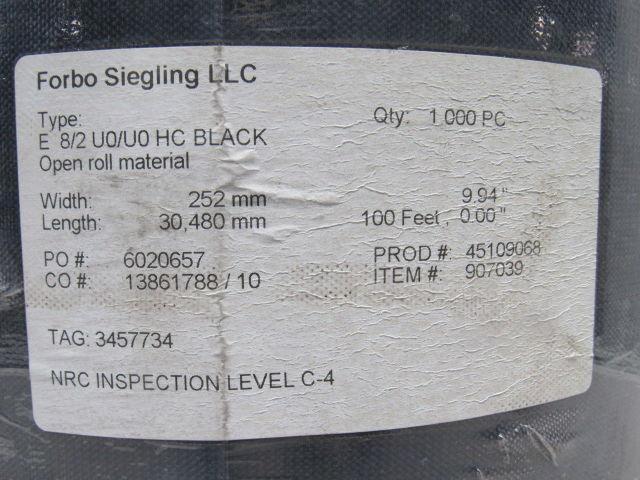 Forbo Siegling LLC
Type: Qty: 1 000 PC
E 8/2 U0/U0 HC BLACK
Open roll material
Width: 252 mm 9.94"
Length: 30,480 mm 100 Feet, 0.00"
PO #: 6020657 PROD #: 45109068
CO #: 13861788 / 10 ITEM #: 907039
TAG: 3457734
NRC INSPECTION LEVEL C-4